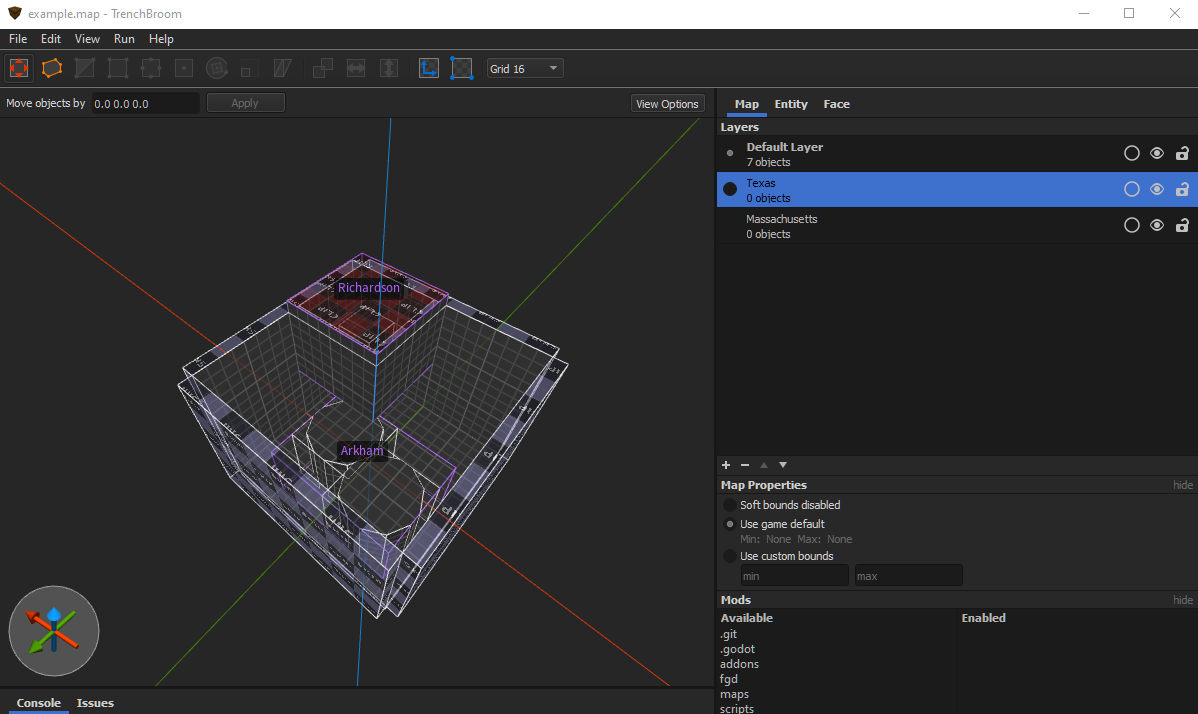 example.map - TrenchBroom
File Edit View Run Help
Grid 16
Move objects by 0.0 0.0 0.0 Apply View Options
Map Entity Face
Layers
Default Layer
7 objects
Texas
0 objects
Massachusetts
0 objects
Richardson
CLIP
CLIP
CLIP
Arkham
Map Properties hide
Soft bounds disabled
Use game default
Min: None Max: None
Use custom bounds
min max
Mods hide
Available Enabled
.git
.godot
addons
fgd
maps
scripts
Console Issues